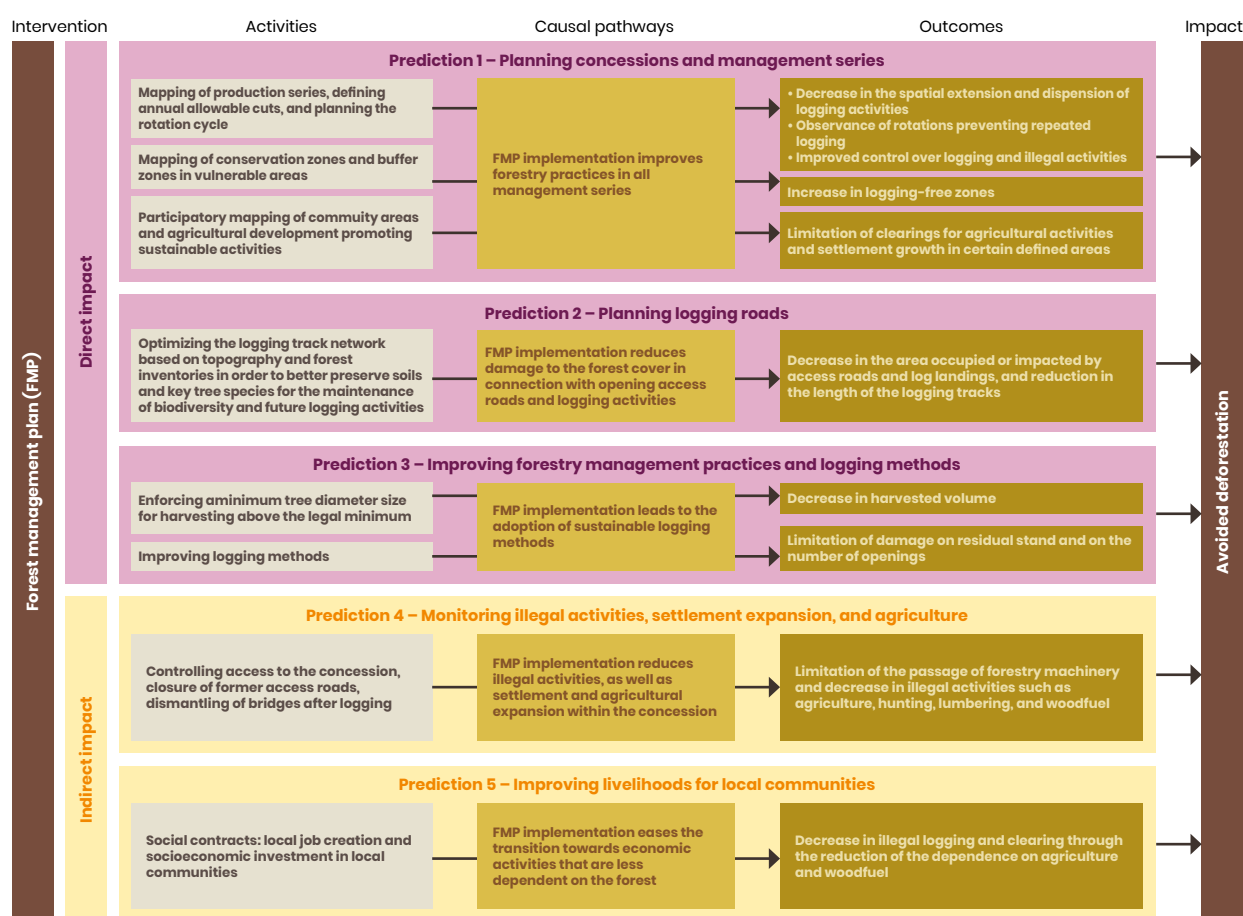 Intervention
Activities
Causal pathways
Outcomes
Impact
Forest management plan (FMP)
Direct impact
Prediction 1 – Planning concessions and management series
Mapping of production series, defining
annual allowable cuts, and planning the
rotation cycle
Mapping of conservation zones and buffer
zones in vulnerable areas
Participatory mapping of commuity areas
and agricultural development promoting
sustainable activities
FMP implementation improves
forestry practices in all
management series
• Decrease in the spatial extension and dispension of
logging activities
• Observance of rotations preventing repeated
logging
• Improved control over logging and illegal activities
Increase in logging-free zones
Limitation of clearings for agricultural activities
and settlement growth in certain defined areas
Prediction 2 – Planning logging roads
Optimizing the logging track network
based on topography and forest
inventories in order to better preserve soils
and key tree species for the maintenance
of biodiversity and future logging activities
FMP implementation reduces
damage to the forest cover in
connection with opening access
roads and logging activities
Decrease in the area occupied or impacted by
access roads and log landings, and reduction in
the length of the logging tracks
Prediction 3 – Improving forestry management practices and logging methods
Enforcing aminimum tree diameter size
for harvesting above the legal minimum
Improving logging methods
FMP implementation leads to the
adoption of sustainable logging
methods
Decrease in harvested volume
Limitation of damage on residual stand and on the
number of openings
Indirect impact
Prediction 4 – Monitoring illegal activities, settlement expansion, and agriculture
Controlling access to the concession,
closure of former access roads,
dismantling of bridges after logging
FMP implementation reduces
illegal activities, as well as
settlement and agricultural
expansion within the concession
Limitation of the passage of forestry machinery
and decrease in illegal activities such as
agriculture, hunting, lumbering, and woodfuel
Prediction 5 – Improving livelihoods for local communities
Social contracts: local job creation and
socioeconomic investment in local
communities
FMP implementation eases the
transition towards economic
activities that are less
dependent on the forest
Decrease in illegal logging and clearing through
the reduction of the dependence on agriculture
and woodfuel
Avoided deforestation